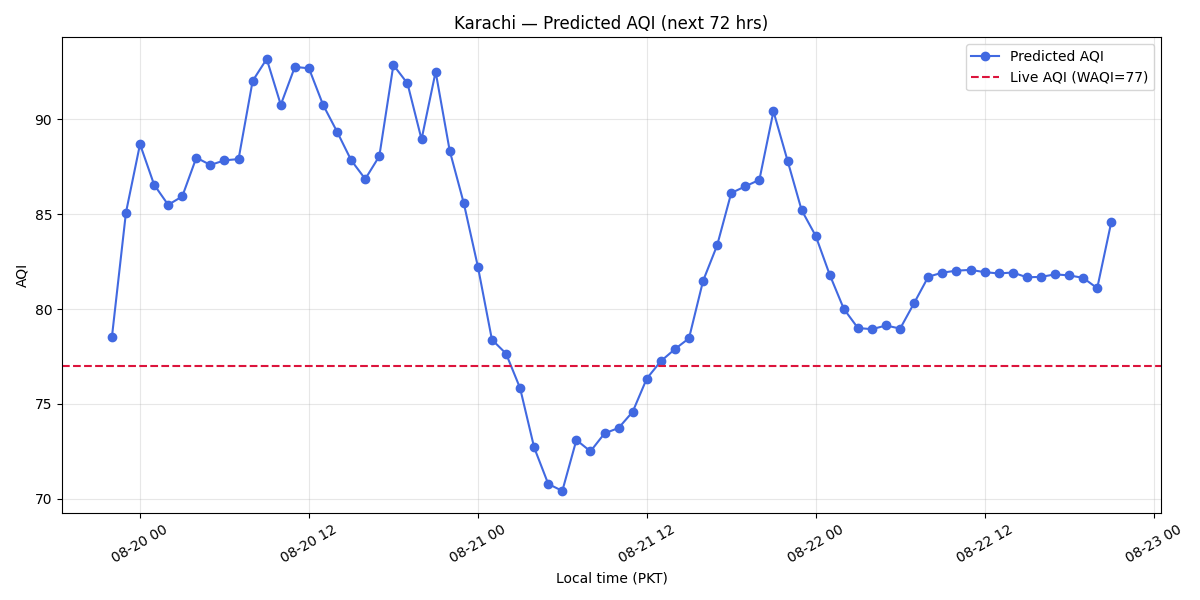 Karachi — Predicted AQI (next 72 hrs)
Predicted AQI
Live AQI (WAQI=77)
AQI
90
85
80
75
70
08-20 00
08-20 12
08-21 00
08-21 12
08-22 00
08-22 12
08-23 00
Local time (PKT)